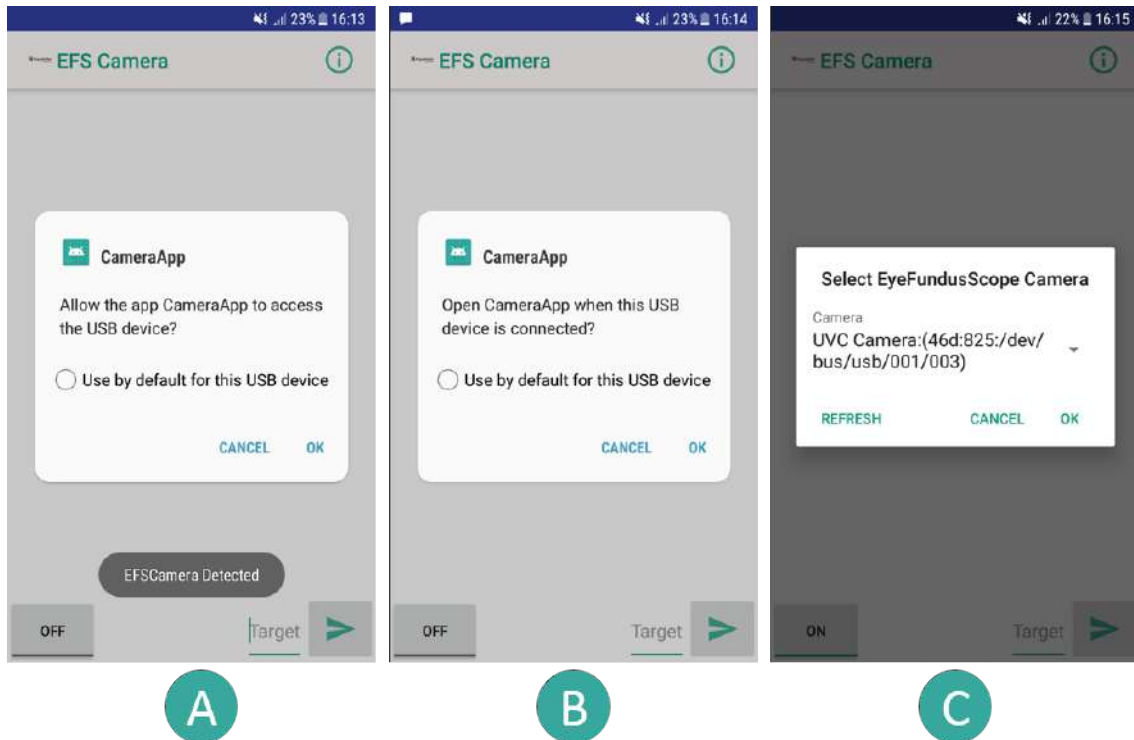 23% 16:13
EFS Camera
CameraApp
Allow the app CameraApp to access
the USB device?
Use by default for this USB device
CANCEL OK
EFSCamera Detected
OFF
Target
A
23% 16:14
EFS Camera
CameraApp
Open CameraApp when this USB
device is connected?
Use by default for this USB device
CANCEL OK
OFF
Target
B
22% 16:15
EFS Camera
Select EyeFundusScope Camera
Camera
UVC Camera:(46d:825:/dev/
bus/usb/001/003)
REFRESH CANCEL OK
ON
Target
C